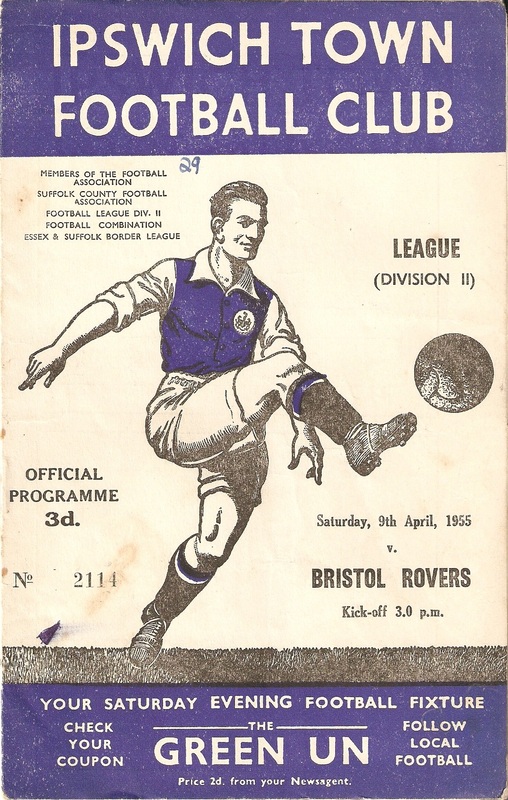 IPSWICH TOWN
FOOTBALL CLUB
29
MEMBERS OF THE FOOTBALL
ASSOCIATION
SUFFOLK COUNTY FOOTBALL
ASSOCIATION
FOOTBALL LEAGUE DIV. II
FOOTBALL COMBINATION
ESSEX & SUFFOLK BORDER LEAGUE
LEAGUE
(DIVISION II)
OFFICIAL
PROGRAMME
3d.
Nº 2114
Saturday, 9th April, 1955
v.
BRISTOL ROVERS
Kick-off 3.0 p.m.
YOUR SATURDAY EVENING FOOTBALL FIXTURE
CHECK
YOUR
COUPON
THE
GREEN UN
FOLLOW
LOCAL
FOOTBALL
Price 2d. from your Newsagent.